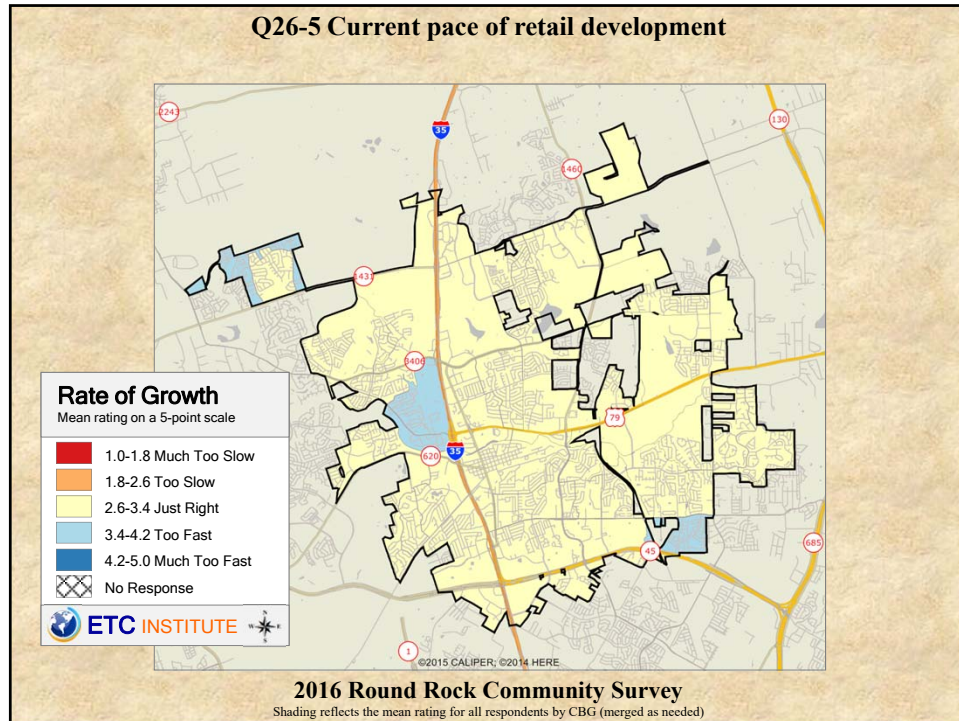 Q26-5 Current pace of retail development
2243
35
130
1460
1431
3406
79
620
35
45
685
1
Rate of Growth
Mean rating on a 5-point scale
1.0-1.8 Much Too Slow
1.8-2.6 Too Slow
2.6-3.4 Just Right
3.4-4.2 Too Fast
4.2-5.0 Much Too Fast
No Response
ETC INSTITUTE
N
W E
S
©2015 CALIPER; ©2014 HERE
2016 Round Rock Community Survey
Shading reflects the mean rating for all respondents by CBG (merged as needed)